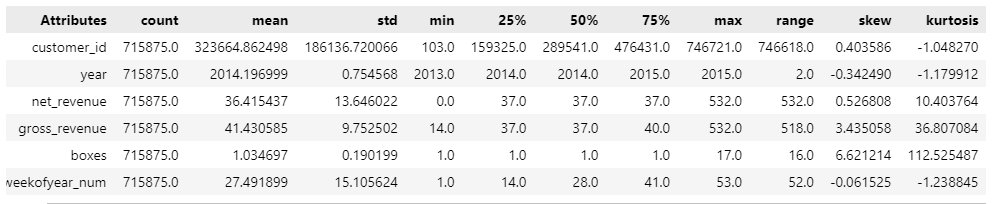 Attributes count mean std min 25% 50% 75% max range skew kurtosis
customer_id 715875.0 323664.862498 186136.720066 103.0 159325.0 289541.0 476431.0 746721.0 746618.0 0.403586 -1.048270
year 715875.0 2014.196999 0.754568 2013.0 2014.0 2014.0 2015.0 2015.0 2.0 -0.342490 -1.179912
net_revenue 715875.0 36.415437 13.646022 0.0 37.0 37.0 37.0 532.0 532.0 0.526808 10.403764
gross_revenue 715875.0 41.430585 9.752502 14.0 37.0 37.0 40.0 532.0 518.0 3.435058 36.807084
boxes 715875.0 1.034697 0.190199 1.0 1.0 1.0 1.0 17.0 16.0 6.621214 112.525487
weekofyear_num 715875.0 27.491899 15.105624 1.0 14.0 28.0 41.0 53.0 52.0 -0.061525 -1.238845